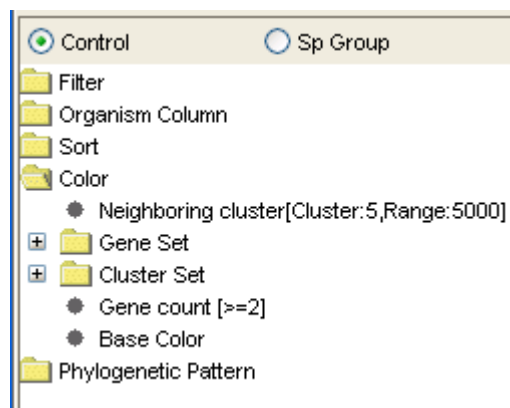 Control Sp Group
Filter
Organism Column
Sort
Color
Neighboring cluster[Cluster:5,Range:5000]
Gene Set
Cluster Set
Gene count [>=2]
Base Color
Phylogenetic Pattern